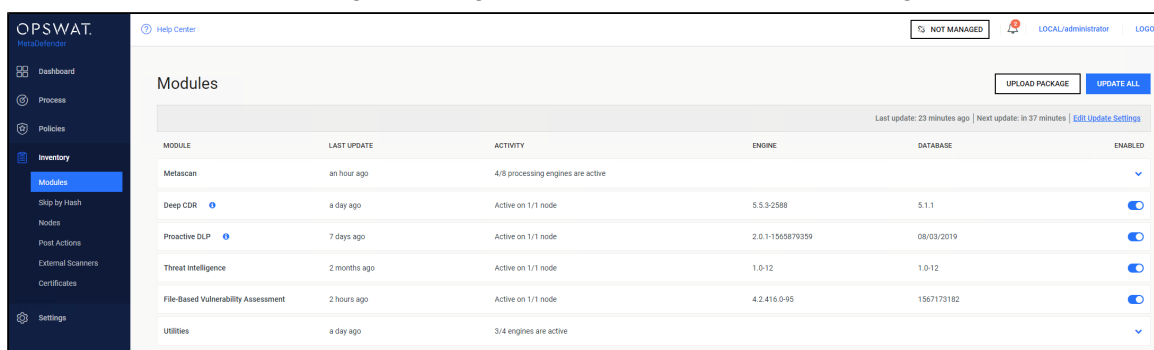 OPSWAT.
MetaDefender
Help Center
NOT MANAGED
2
LOCAL/administrator
LOGO
Dashboard
Process
Policies
Inventory
Modules
Skip by Hash
Nodes
Post Actions
External Scanners
Certificates
Settings
Modules
UPLOAD PACKAGE
UPDATE ALL
Last update: 23 minutes ago | Next update: in 37 minutes | Edit Update Settings
MODULE LAST UPDATE ACTIVITY ENGINE DATABASE ENABLED
Metascan an hour ago 4/8 processing engines are active
Deep CDR a day ago Active on 1/1 node 5.5.3-2588 5.1.1
Proactive DLP 7 days ago Active on 1/1 node 2.0.1-1565879359 08/03/2019
Threat Intelligence 2 months ago Active on 1/1 node 1.0-12 1.0-12
File-Based Vulnerability Assessment 2 hours ago Active on 1/1 node 4.2.416.0-95 1567173182
Utilities a day ago 3/4 engines are active